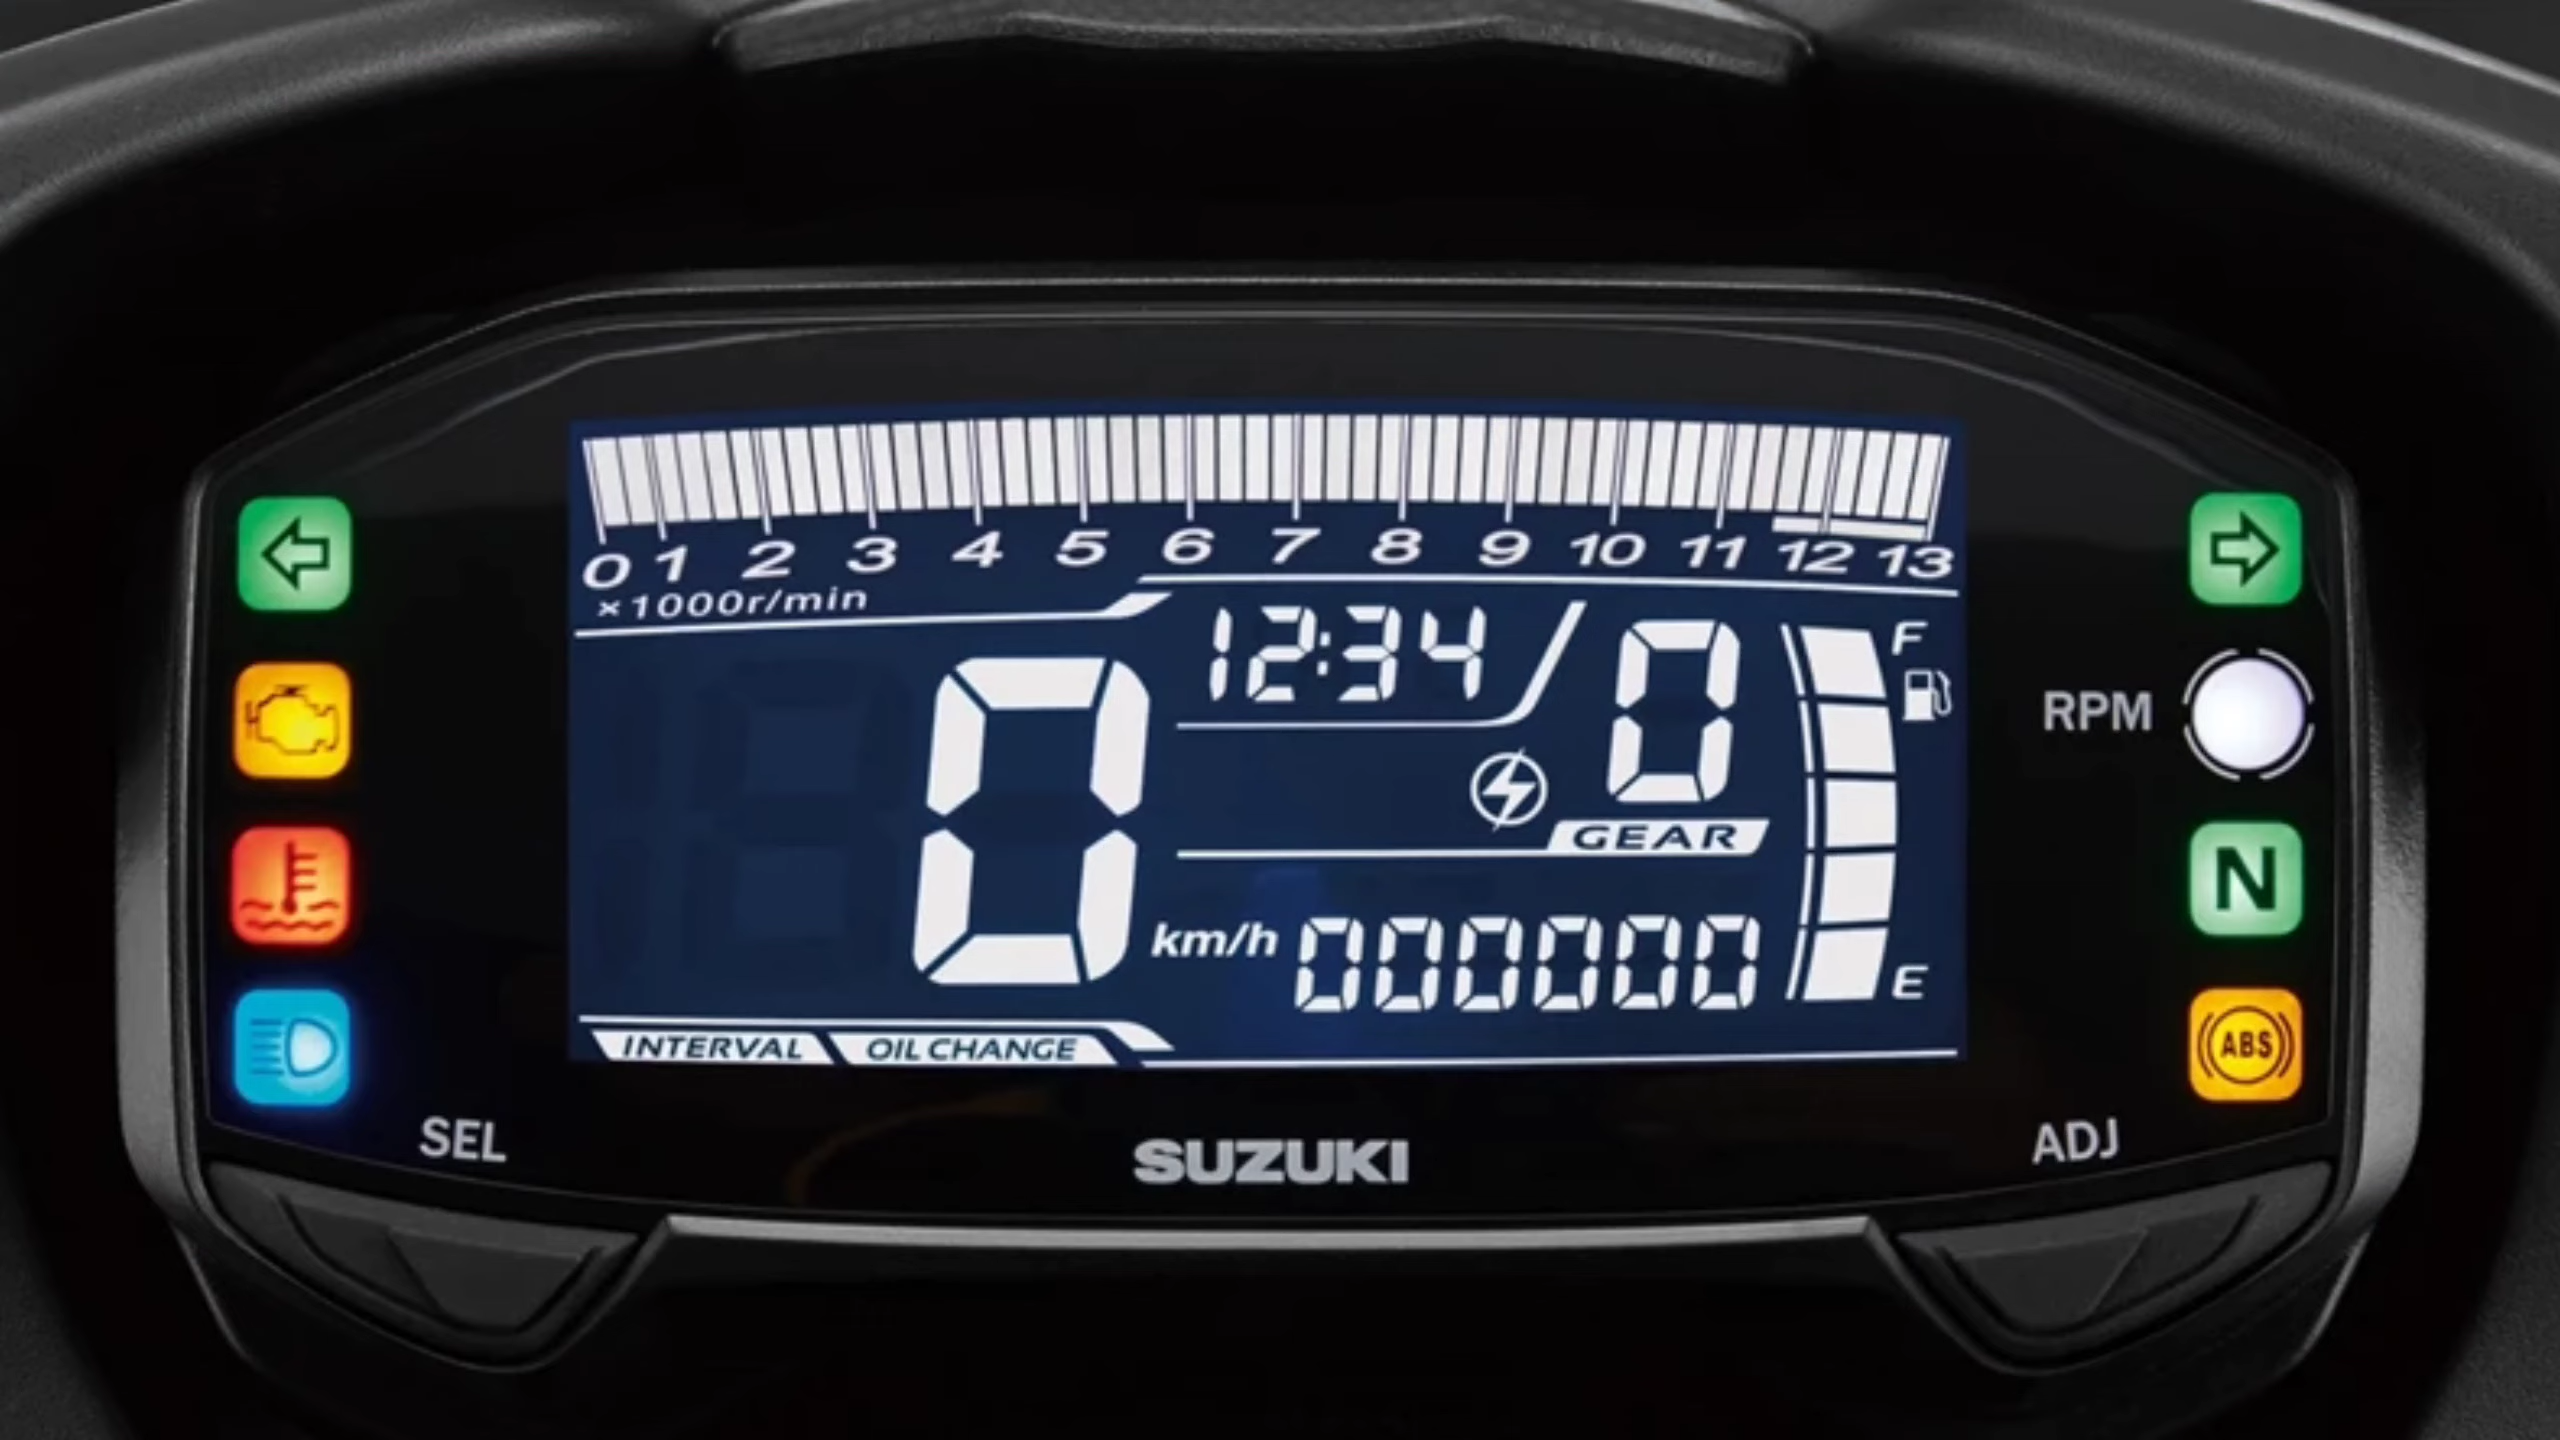 0 1 2 3 4 5 6 7 8 9 10 11 12 13
×1000r/min
12:34
0
F
RPM
0
GEAR
N
km/h
000000
E
ABS
INTERVAL
OIL CHANGE
SEL
SUZUKI
ADJ